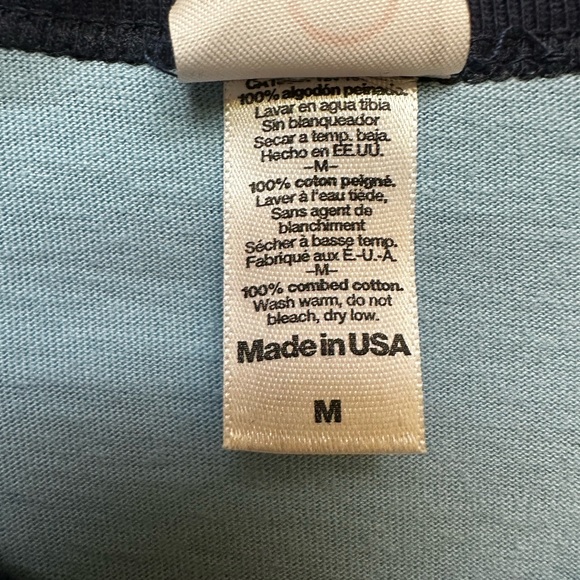 100% algodón peinado.
Lavar en agua tibia
Sin blanqueador
Secar a temp. baja.
Hecho en EE.UU.
-M-
100% coton peigné.
Laver à l'eau tiède,
Sans agent de
blanchiment
Sécher à basse temp.
Fabriqué aux E.-U.-A.
-M-
100% combed cotton.
Wash warm, do not
bleach, dry low.
Made in USA
M